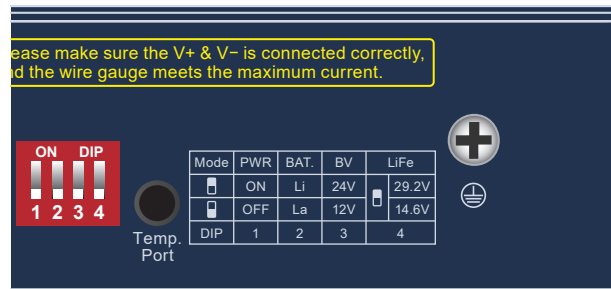 ease make sure the V+ & V− is connected correctly,
nd the wire gauge meets the maximum current.
ON DIP
1 2 3 4
Temp.
Port
Mode PWR BAT. BV LiFe
ON Li 24V 29.2V
OFF La 12V 14.6V
DIP 1 2 3 4